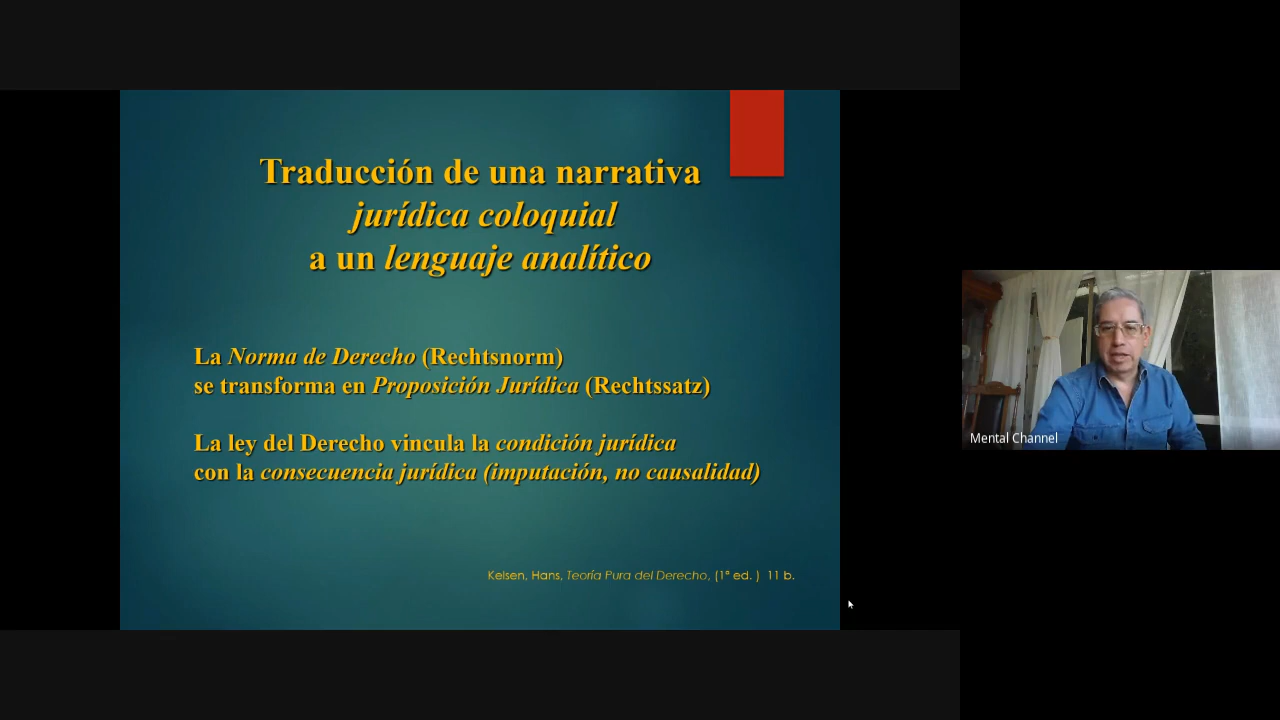 Traducción de una narrativa
jurídica coloquial
a un lenguaje analítico
La Norma de Derecho (Rechtsnorm)
se transforma en Proposición Jurídica (Rechtssatz)
La ley del Derecho vincula la condición jurídica
con la consecuencia jurídica (imputación, no causalidad)
Kelsen, Hans, Teoría Pura del Derecho, (1ª ed. ) 11 b.
Mental Channel